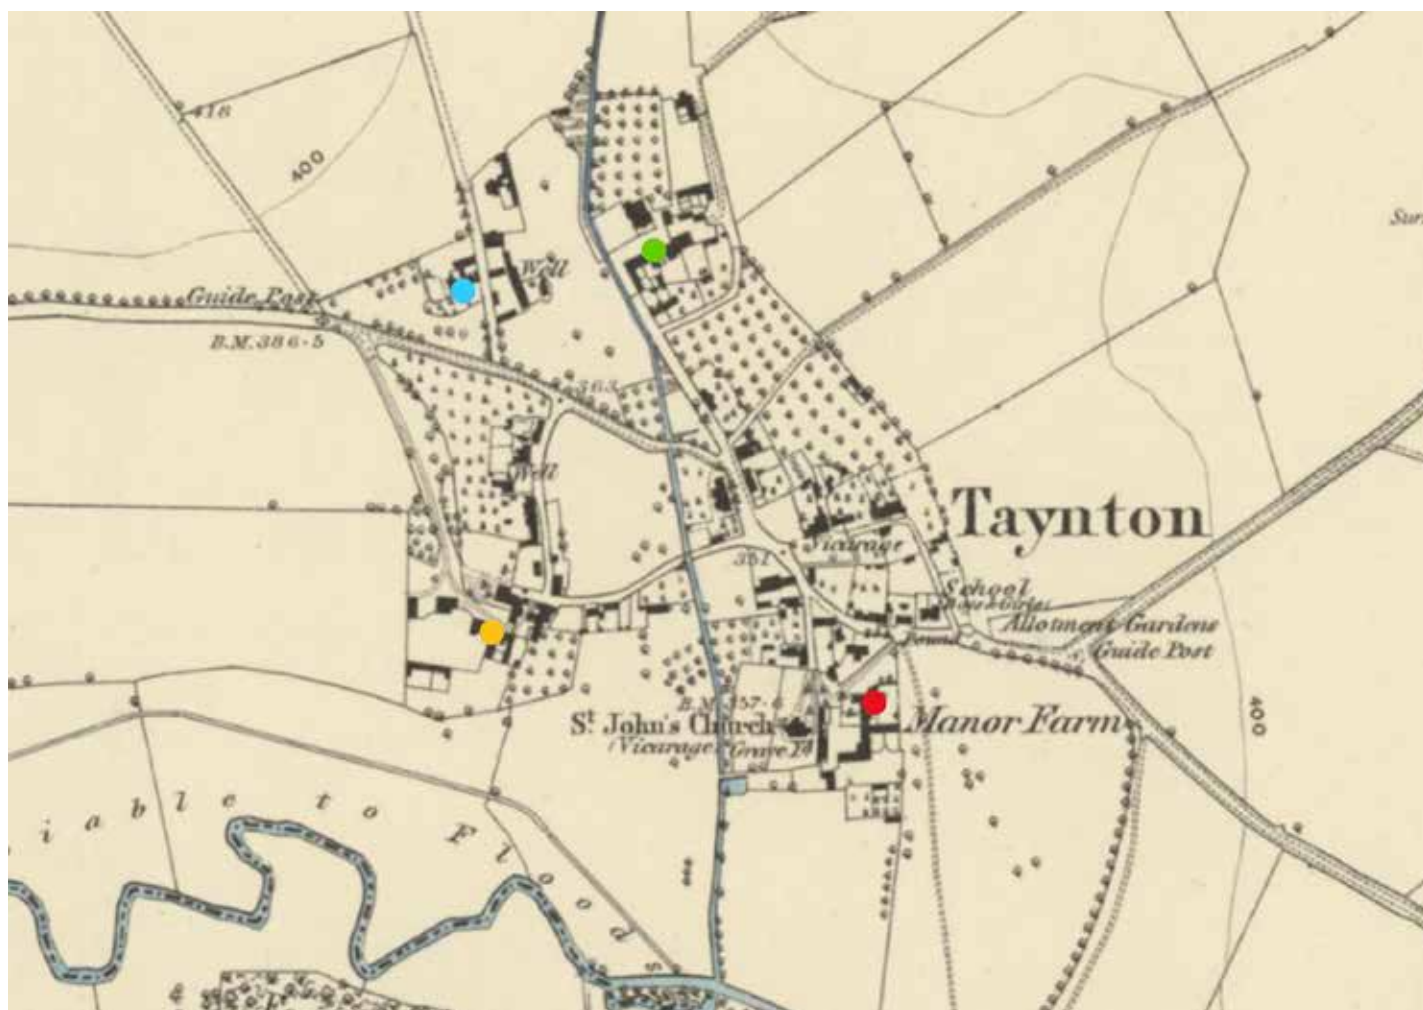 416
400
Guide Post
Well
B.M. 386·5
363
Well
Taynton
Vicarage
351
School
Allotment Gardens
Guide Post
B.M. 357·6
St. John's Church
(Vicarage)
Grave Yd.
Manor Farm
400
iable to Flood